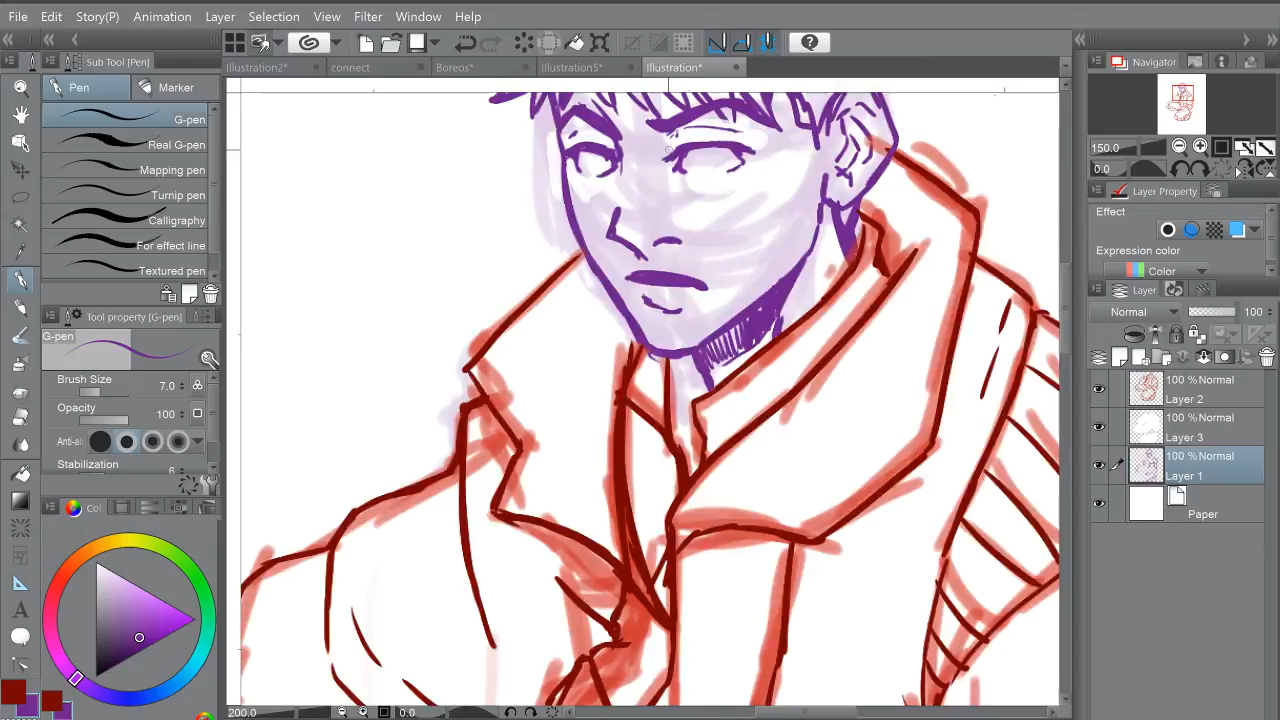 File Edit Story(P) Animation Layer Selection View Filter Window Help
Sub Tool [Pen]
Illustration2* connect Boreos* Illustration5* Illustration*
Pen Marker
G-pen
Real G-pen
Mapping pen
Turnip pen
Calligraphy
For effect line
Textured pen
Tool property [G-pen]
G-pen
Brush Size 7.0
Opacity 100
Anti-ali
Stabilization 6
Col
200.0 0.0
Navigator
150.0
0.0
Layer Property
Effect
Expression color
Color
Layer
Normal 100
100 %Normal
Layer 2
100 %Normal
Layer 3
100 %Normal
Layer 1
Paper